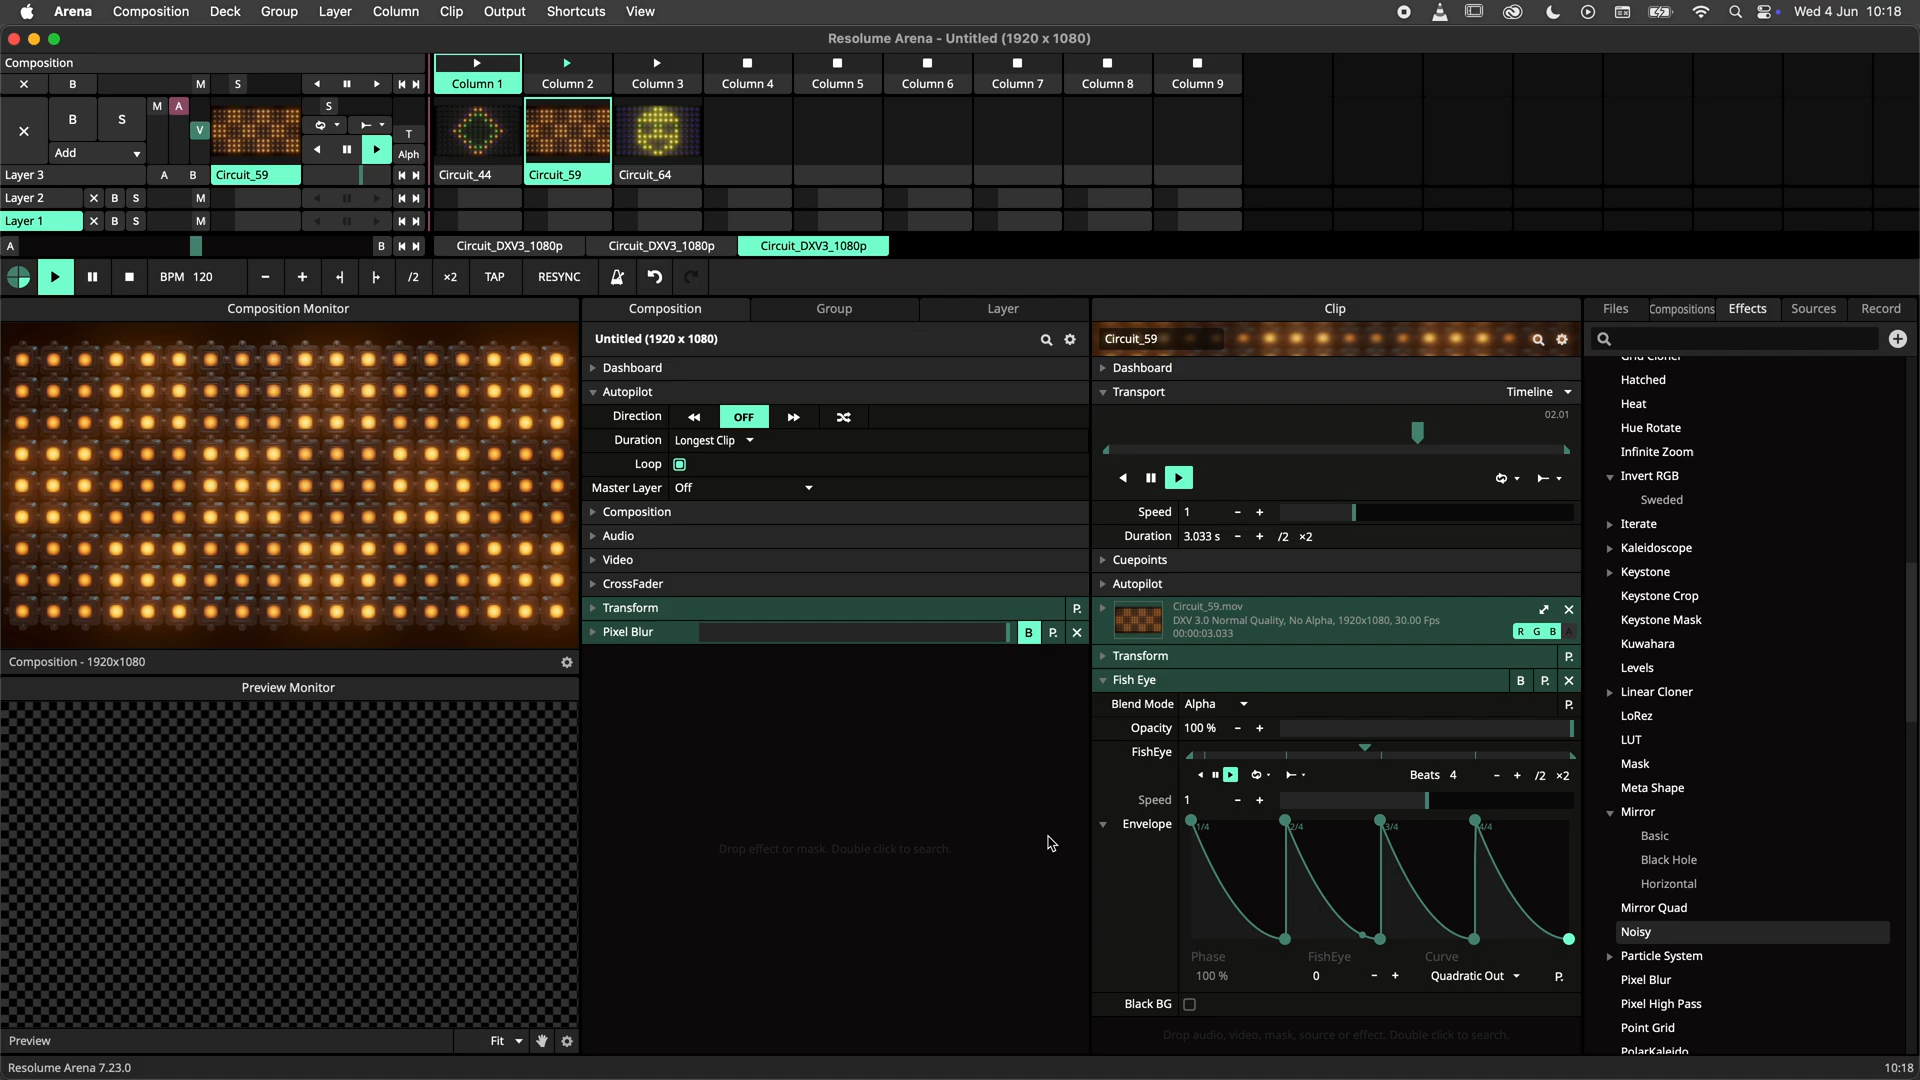 Arena Composition Deck Group Layer Column Clip Output Shortcuts View Wed 4 Jun 10:18
Resolume Arena - Untitled (1920 x 1080)
Composition
B M S Column 1 Column 2 Column 3 Column 4 Column 5 Column 6 Column 7 Column 8 Column 9
M A S
B S V T
Add Alph
Layer 3 A B Circuit_59 Circuit_44 Circuit_59 Circuit_64
Layer 2 B S M
Layer 1 B S M
A B Circuit_DXV3_1080p Circuit_DXV3_1080p Circuit_DXV3_1080p
BPM 120 - + /2 ×2 TAP RESYNC
Composition Monitor
Composition - 1920x1080
Preview Monitor
Preview Fit
Composition Group Layer
Untitled (1920 x 1080)
Dashboard
Autopilot
Direction OFF
Duration Longest Clip
Loop
Master Layer Off
Composition
Audio
Video
CrossFader
Transform P.
Pixel Blur B P.
Drop effect or mask. Double click to search.
Clip
Circuit_59
Dashboard
Transport Timeline
02.01
Speed 1 - +
Duration 3.033 s - + /2 ×2
Cuepoints
Autopilot
Circuit_59.mov
DXV 3.0 Normal Quality, No Alpha, 1920x1080, 30.00 Fps
00:00:03.033 R G B A
Transform P.
Fish Eye B P.
Blend Mode Alpha P.
Opacity 100 % - +
FishEye
Beats 4 - + /2 ×2
Speed 1 - +
Envelope 1/4 2/4 3/4 4/4
Phase FishEye Curve
100 % 0 - + Quadratic Out P.
Black BG
Drop audio, video, mask, source or effect. Double click to search.
Files Compositions Effects Sources Record
Grid Cloner
Hatched
Heat
Hue Rotate
Infinite Zoom
Invert RGB
Sweded
Iterate
Kaleidoscope
Keystone
Keystone Crop
Keystone Mask
Kuwahara
Levels
Linear Cloner
LoRez
LUT
Mask
Meta Shape
Mirror
Basic
Black Hole
Horizontal
Mirror Quad
Noisy
Particle System
Pixel Blur
Pixel High Pass
Point Grid
PolarKaleido
Resolume Arena 7.23.0 10:18